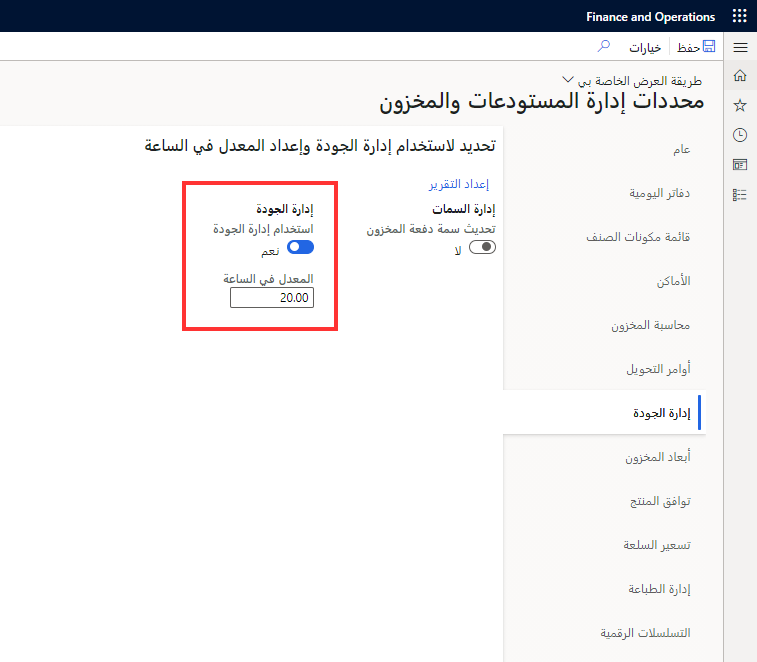 Finance and Operations
حفظ
خيارات
طريقة العرض الخاصة بي
محددات إدارة المستودعات والمخزون
عام
دفاتر اليومية
قائمة مكونات الصنف
الأماكن
محاسبة المخزون
أوامر التحويل
إدارة الجودة
أبعاد المخزون
توافق المنتج
تسعير السلعة
إدارة الطباعة
التسلسلات الرقمية
تحديد لاستخدام إدارة الجودة وإعداد المعدل في الساعة
إعداد التقرير
إدارة السمات
تحديث سمة دفعة المخزون
لا
إدارة الجودة
استخدام إدارة الجودة
نعم
المعدل في الساعة
20.00